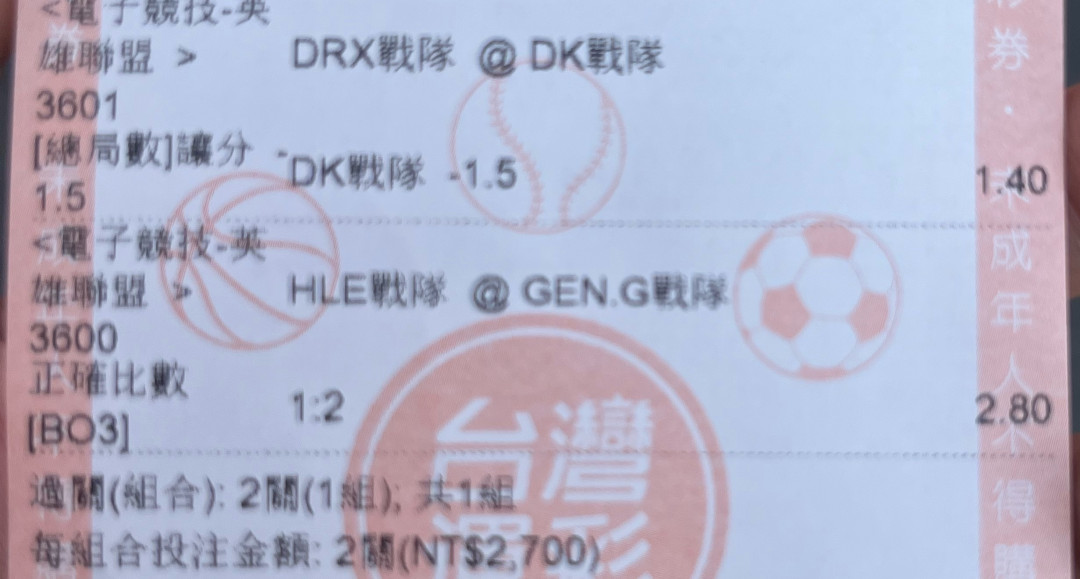 <電子競技-英
雄聯盟 > DRX戰隊 @ DK戰隊
3601
[總局數]讓分 -
1.5 DK戰隊 -1.5 1.40
<電子競技-英
雄聯盟 > HLE戰隊 @ GEN.G戰隊
3600
正確比數
[BO3] 1:2 2.80
過關(組合): 2關(1組); 共1組
每組合投注金額: 2關(NT$2,700)
台灣
運彩
券.未成年人不得購